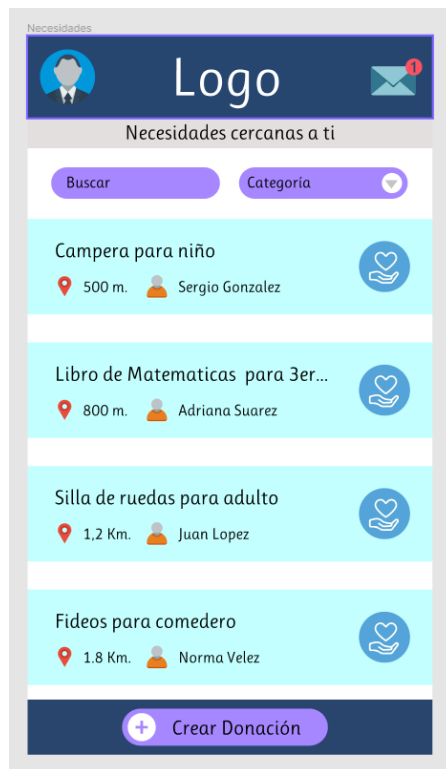 Necesidades
Logo
1
Necesidades cercanas a ti
Buscar
Categoría
Campera para niño
500 m. Sergio Gonzalez
Libro de Matematicas para 3er...
800 m. Adriana Suarez
Silla de ruedas para adulto
1,2 Km. Juan Lopez
Fideos para comedero
1.8 Km. Norma Velez
+ Crear Donación